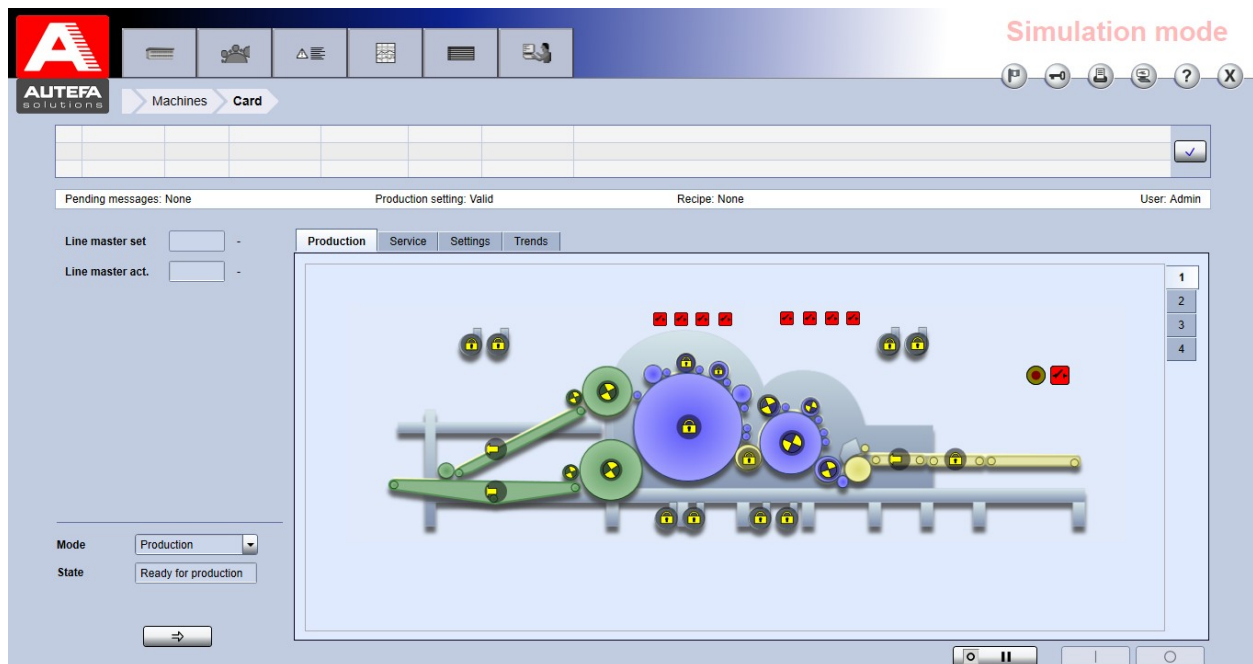 Simulation mode
AUTEFA
solutions
Machines
Card
Pending messages: None
Production setting: Valid
Recipe: None
User: Admin
Line master set
-
Line master act.
-
Production
Service
Settings
Trends
1
2
3
4
Mode
Production
State
Ready for production